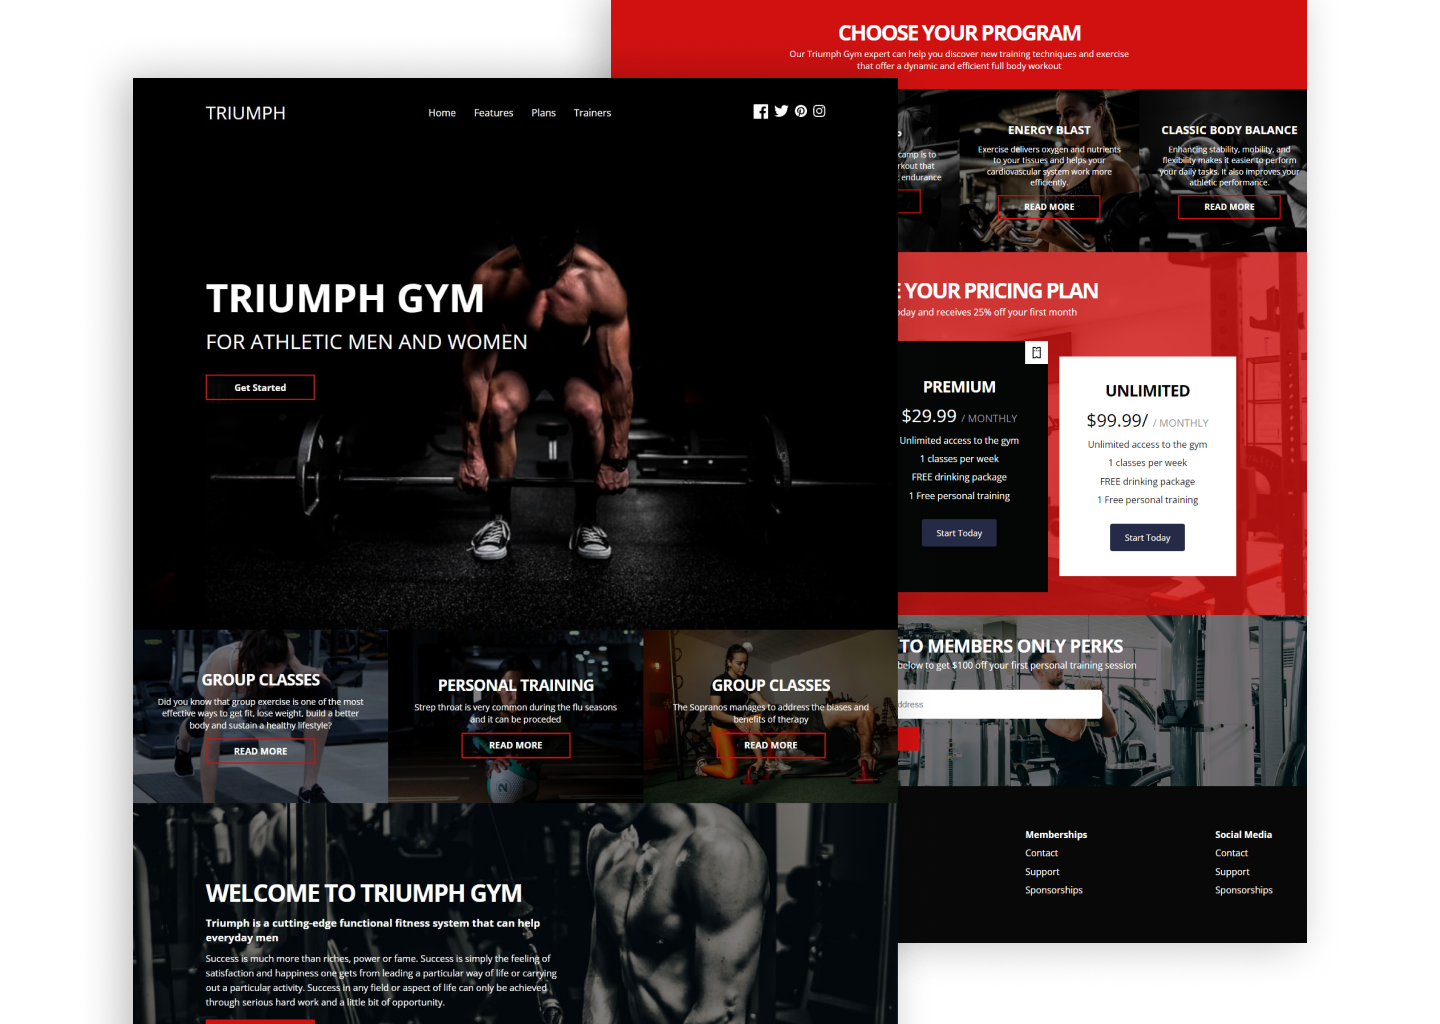 CHOOSE YOUR PROGRAM
Our Triumph Gym expert can help you discover new training techniques and exercise
that offer a dynamic and efficient full body workout
TRIUMPH
Home
Features
Plans
Trainers
TRIUMPH GYM
FOR ATHLETIC MEN AND WOMEN
Get Started
GROUP CLASSES
Did you know that group exercise is one of the most
effective ways to get fit, lose weight, build a better
body and sustain a healthy lifestyle?
READ MORE
PERSONAL TRAINING
Strep throat is very common during the flu seasons
and it can be proceded
READ MORE
GROUP CLASSES
The Sopranos manages to address the biases and
benefits of therapy
READ MORE
WELCOME TO TRIUMPH GYM
Triumph is a cutting-edge functional fitness system that can help
everyday men
Success is much more than riches, power or fame. Success is simply the feeling of
satisfaction and happiness one gets from leading a particular way of life or carrying
out a particular activity. Success in any field or aspect of life can only be achieved
through serious hard work and a little bit of opportunity.
camp is to
that
endurance
ENERGY BLAST
Exercise delivers oxygen and nutrients
to your tissues and helps your
cardiovascular system work more
efficiently.
READ MORE
CLASSIC BODY BALANCE
Enhancing stability, mobility, and
flexibility makes it easier to perform
your daily tasks. It also improves your
athletic performance.
READ MORE
YOUR PRICING PLAN
and receives 25% off your first month
PREMIUM
$29.99 / MONTHLY
Unlimited access to the gym
1 classes per week
FREE drinking package
1 Free personal training
Start Today
UNLIMITED
$99.99/ / MONTHLY
Unlimited access to the gym
1 classes per week
FREE drinking package
1 Free personal training
Start Today
TO MEMBERS ONLY PERKS
below to get $100 off your first personal training session
Memberships
Contact
Support
Sponsorships
Social Media
Contact
Support
Sponsorships